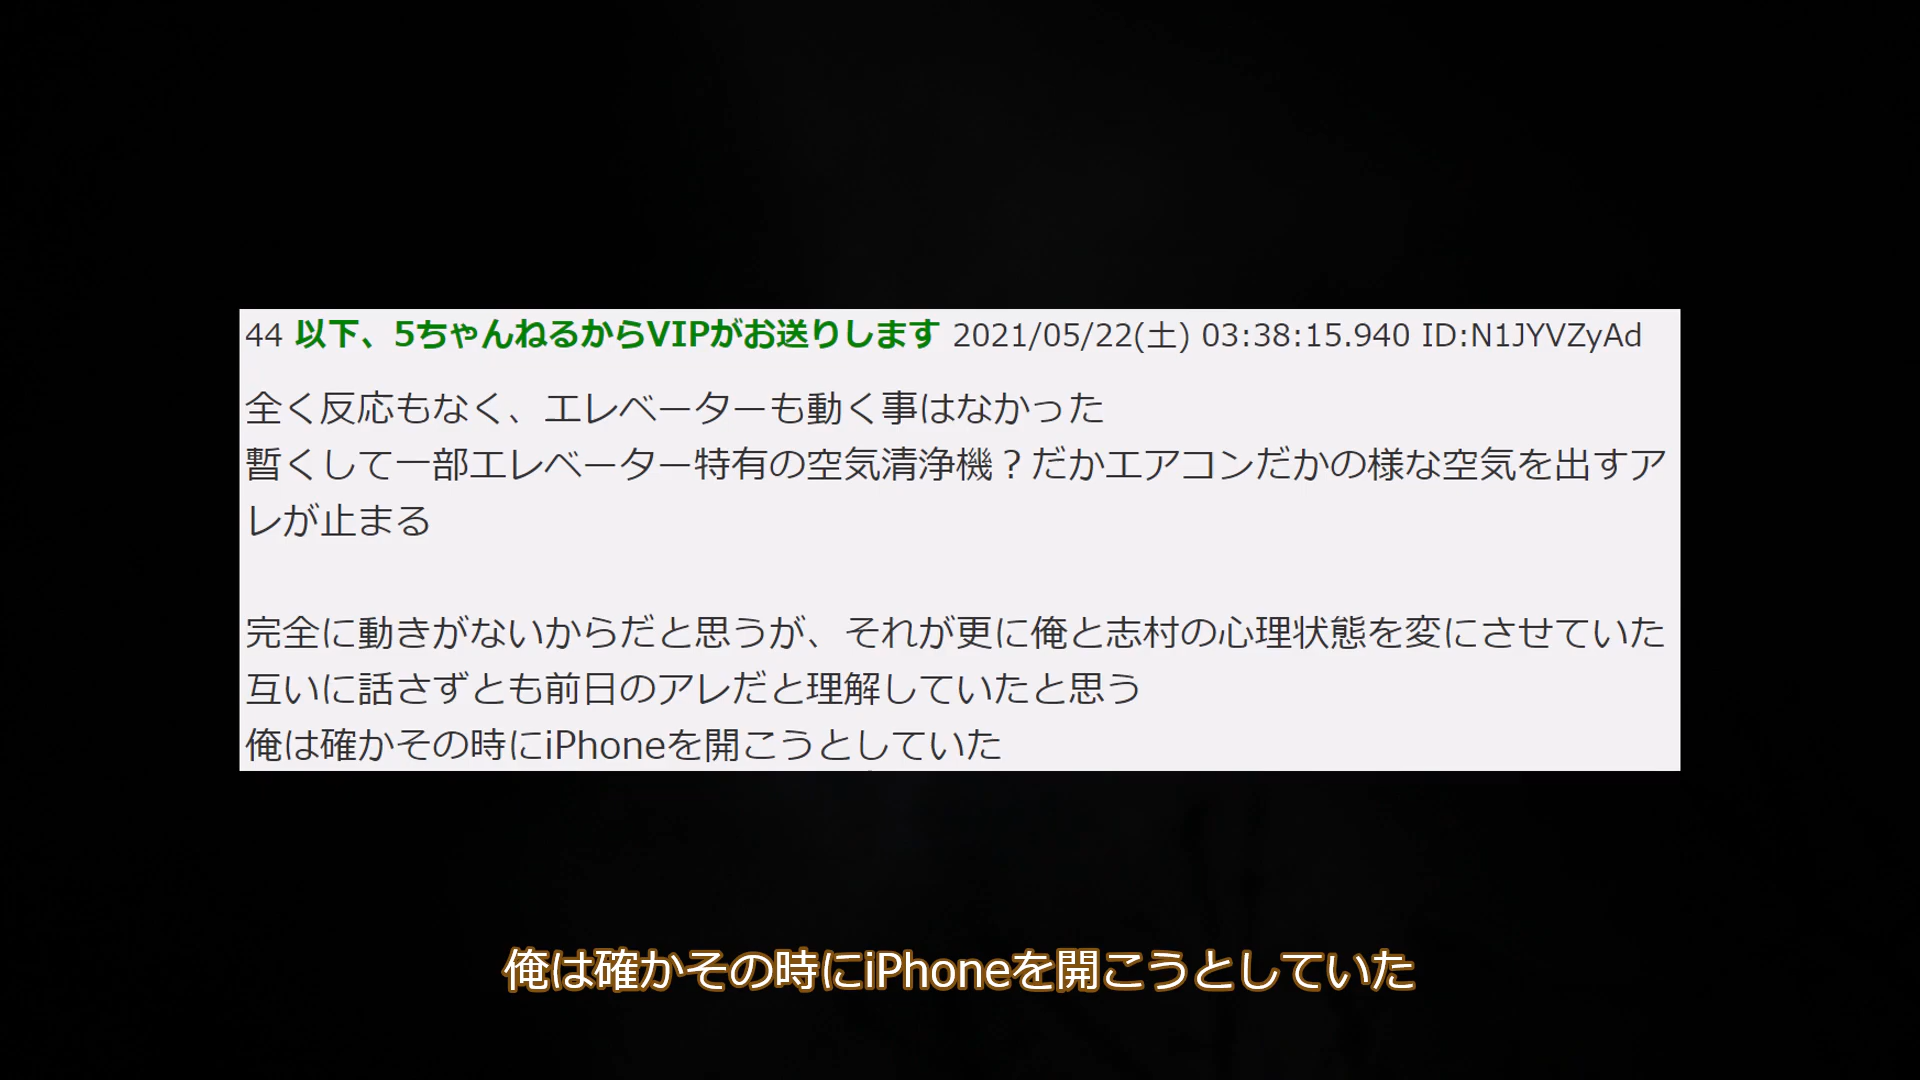 44 以下、5ちゃんねるからVIPがお送りします 2021/05/22(土) 03:38:15.940 ID:N1JYVZyAd
全く反応もなく、エレベーターも動く事はなかった
暫くして一部エレベーター特有の空気清浄機？だかエアコンだかの様な空気を出すア
レが止まる
完全に動きがないからだと思うが、それが更に俺と志村の心理状態を変にさせていた
互いに話さずとも前日のアレだと理解していたと思う
俺は確かその時にiPhoneを開こうとしていた
俺は確かその時にiPhoneを開こうとしていた